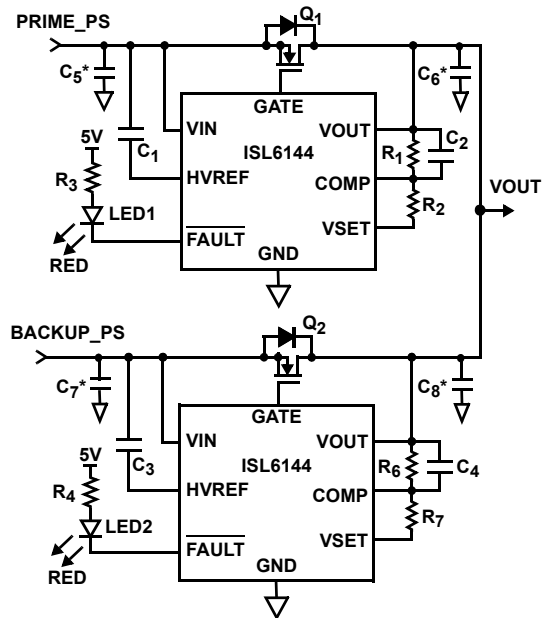 PRIME_PS
Q1
C5*
C6*
GATE
VIN
VOUT
C1
ISL6144
R1
C2
5V
HVREF
COMP
VOUT
R3
LED1
R2
VSET
FAULT
RED
GND
BACKUP_PS
Q2
C7*
C8*
GATE
VIN
VOUT
C3
ISL6144
R6
C4
5V
HVREF
COMP
R4
R7
LED2
VSET
FAULT
RED
GND